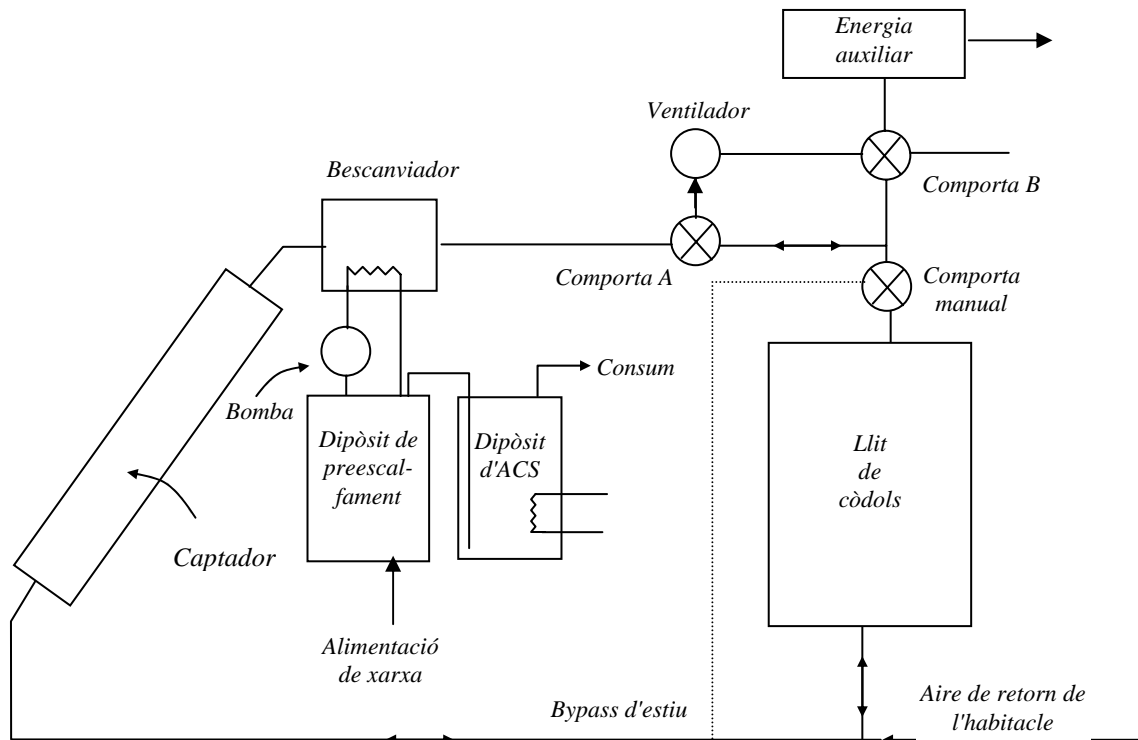 Energia
auxiliar
Ventilador
Bescanviador
Comporta B
Comporta A
Comporta
manual
Consum
Bomba
Dipòsit de
preescal-
fament
Dipòsit
d'ACS
Llit
de
còdols
Captador
Alimentació
de xarxa
Bypass d'estiu
Aire de retorn de
l'habitacle